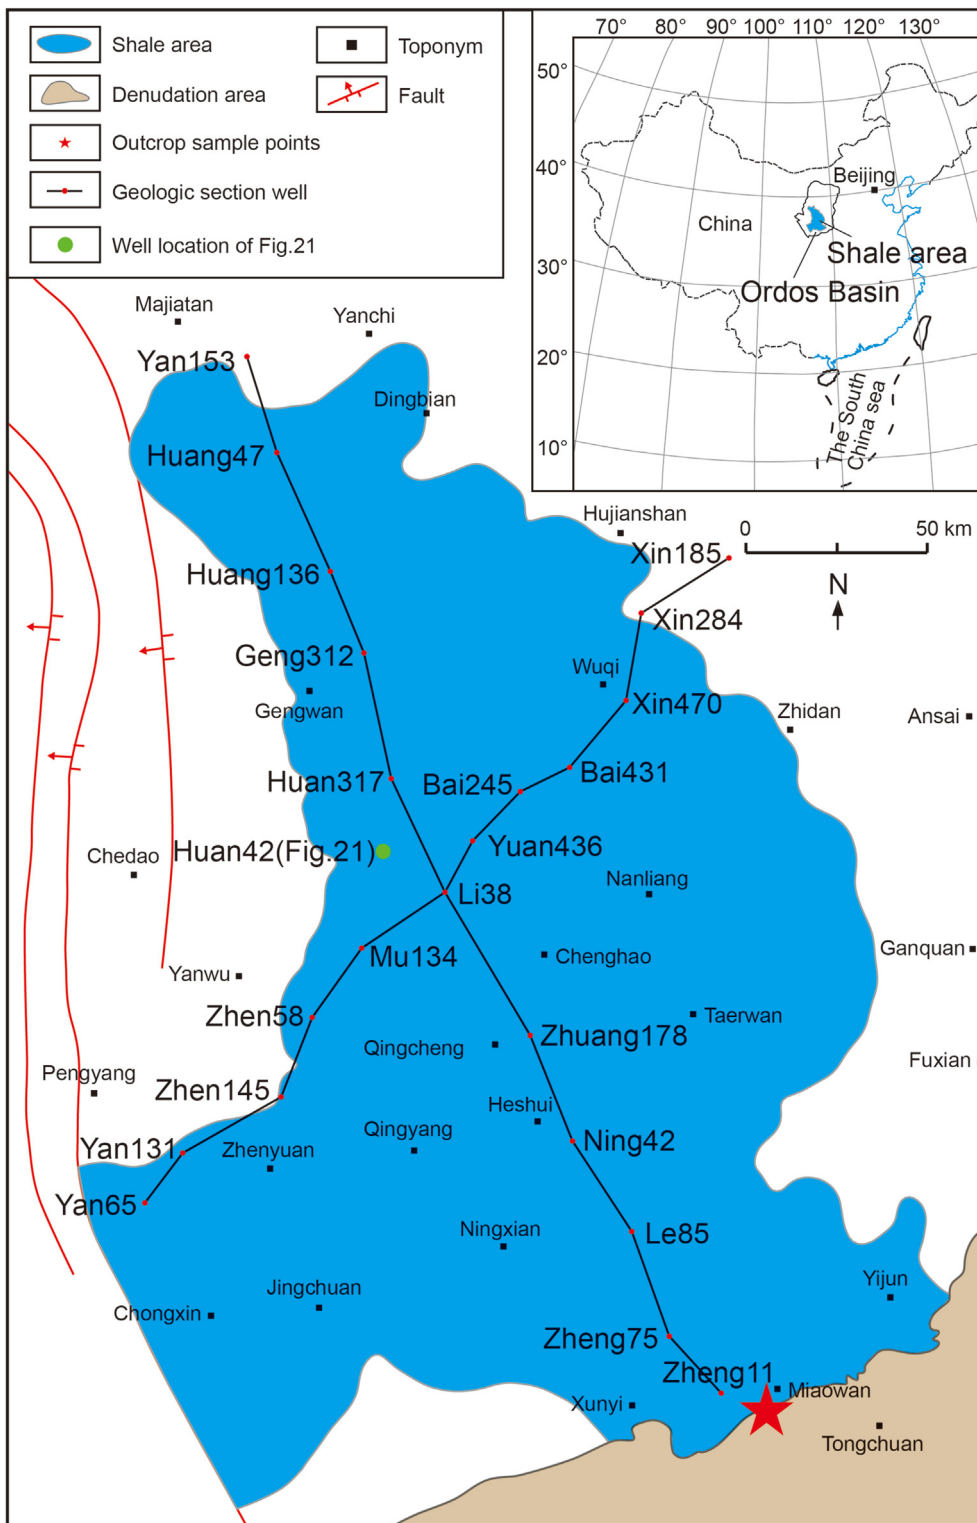 Shale area
Toponym
Denudation area
Fault
Outcrop sample points
Geologic section well
Well location of Fig.21
70° 80° 90° 100° 110° 120° 130°
50°
40°
30°
20°
10°
Beijing
China
Shale area
Ordos Basin
The South
China sea
Majiatan
Yanchi
Yan153
Dingbian
Huang47
Hujianshan
0 50 km
Xin185
N
Huang136
Xin284
Geng312
Wuqi
Gengwan
Xin470
Zhidan
Ansai
Huan317
Bai245
Bai431
Chedao
Huan42(Fig.21)
Yuan436
Nanliang
Li38
Mu134
Chenghao
Ganquan
Yanwu
Zhen58
Taerwan
Qingcheng
Zhuang178
Fuxian
Pengyang
Zhen145
Heshui
Yan131
Qingyang
Ning42
Zhenyuan
Yan65
Ningxian
Le85
Yijun
Jingchuan
Chongxin
Zheng75
Zheng11
Miaowan
Xunyi
Tongchuan